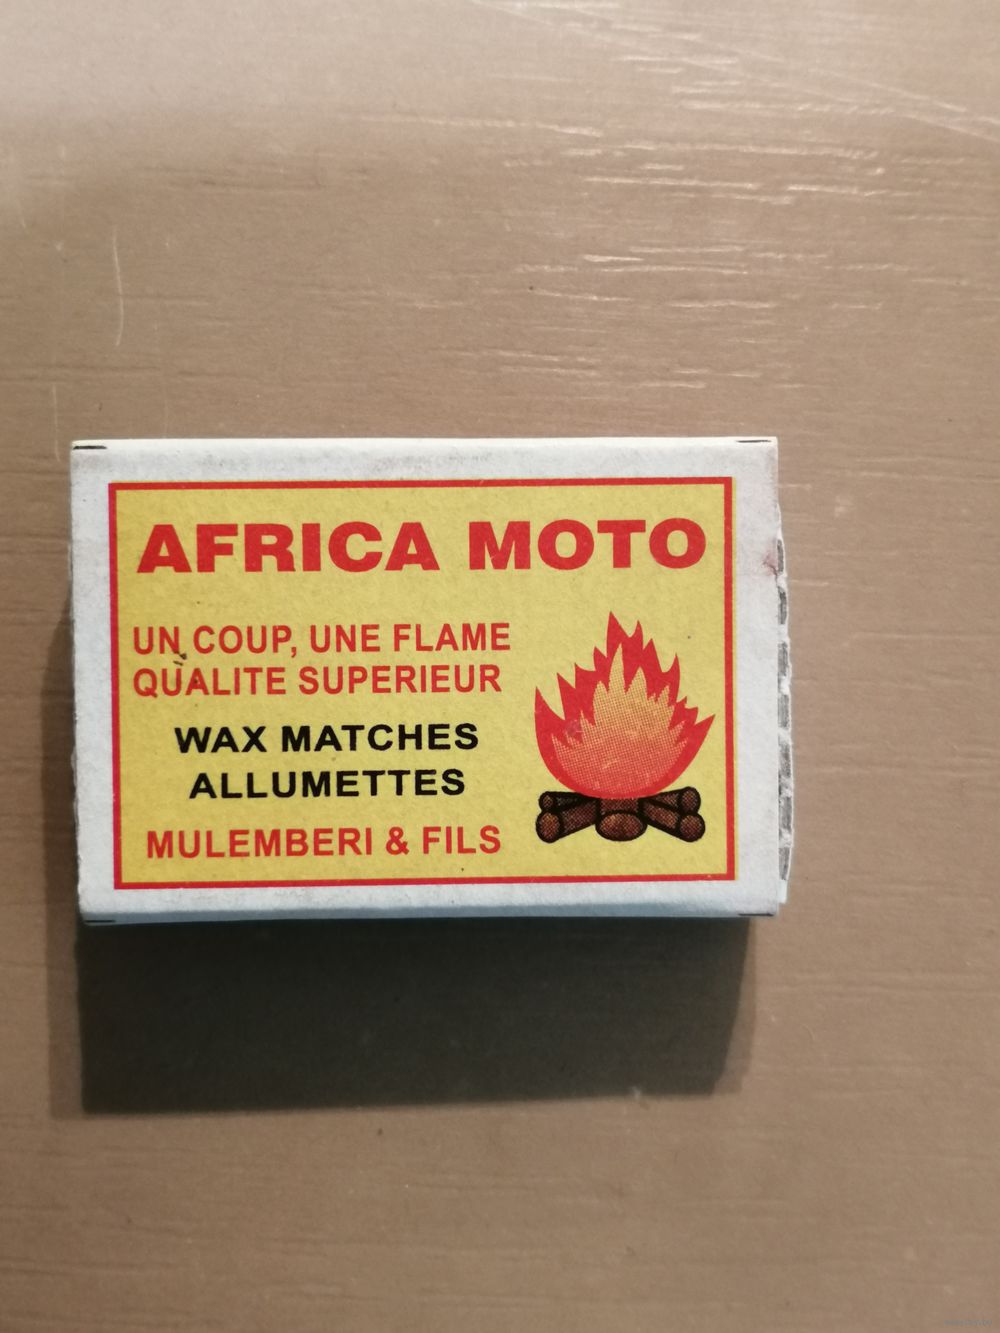 AFRICA MOTO
UN COUP, UNE FLAME
QUALITE SUPERIEUR
WAX MATCHES
ALLUMETTES
MULEMBERI & FILS